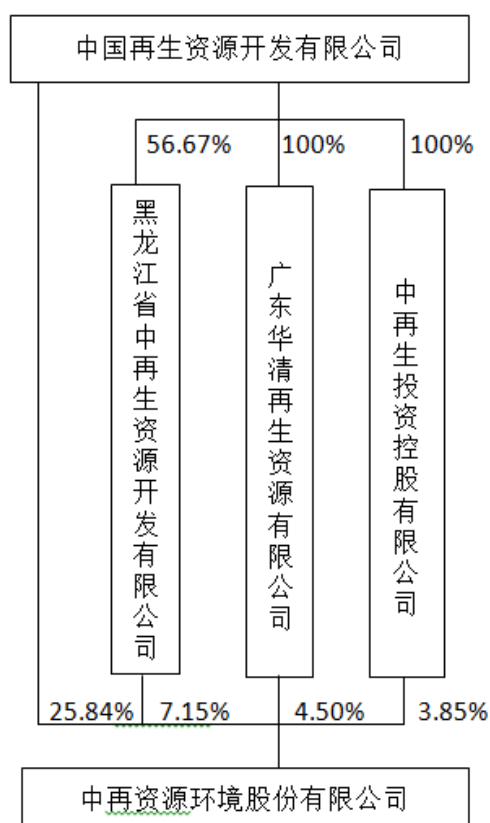 中国再生资源开发有限公司
56.67%
100%
100%
黑龙江省中再生资源开发有限公司
广东华清再生资源有限公司
中再生投资控股有限公司
25.84%
7.15%
4.50%
3.85%
中再资源环境股份有限公司